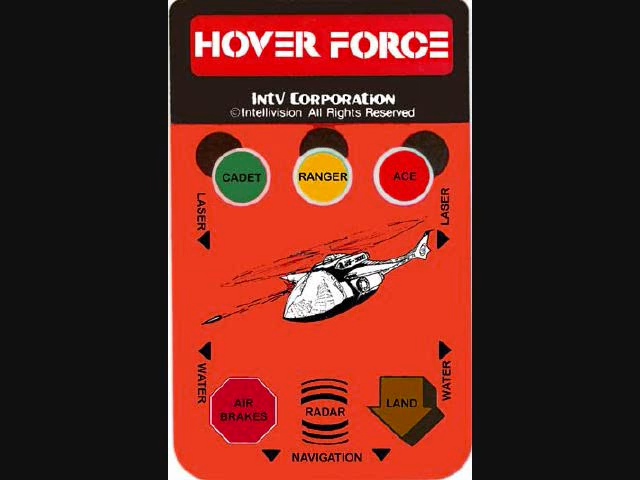 HOVER FORCE
INTV CORPORATION
©Intellivision All Rights Reserved
CADET
RANGER
ACE
LASER
LASER
WATER
WATER
AIR
BRAKES
RADAR
LAND
NAVIGATION